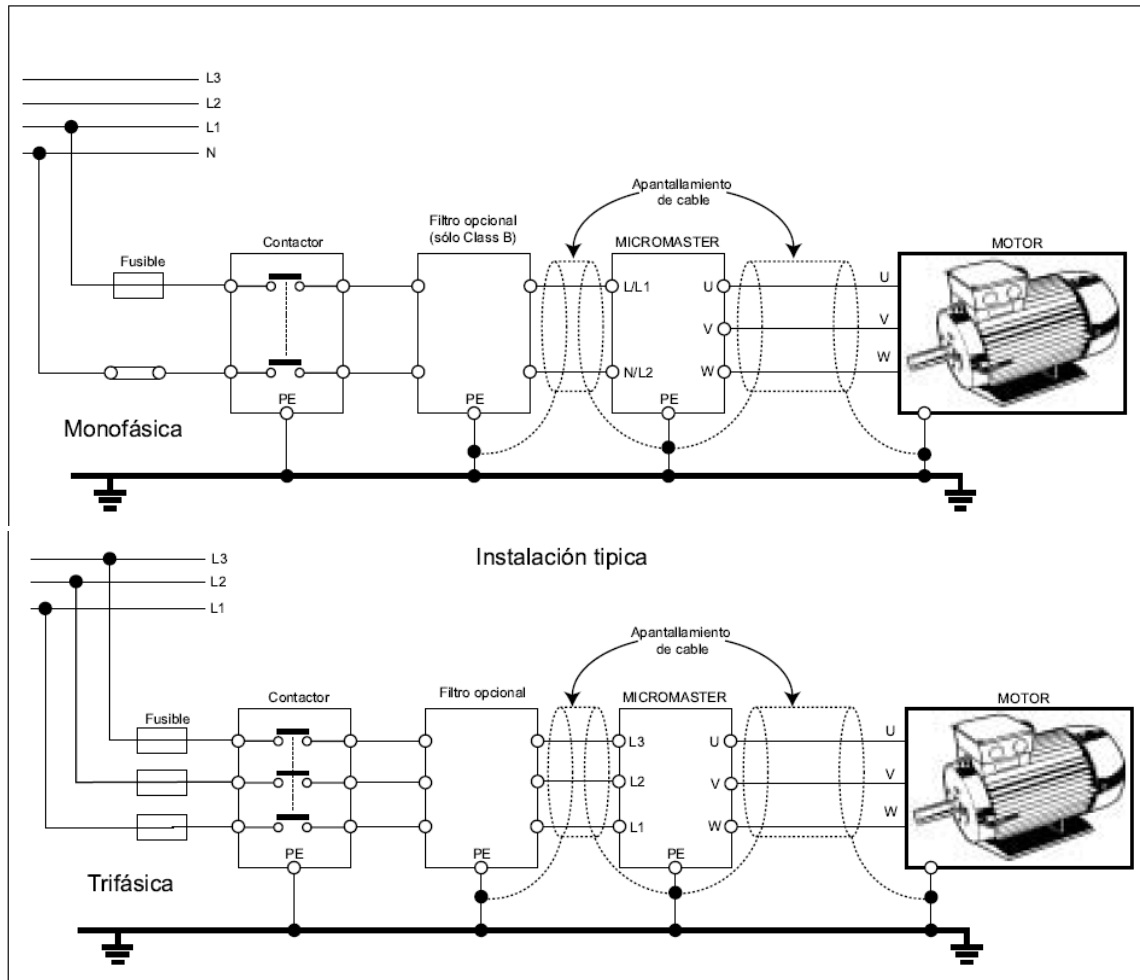 L3
L2
L1
N
Apantallamiento
de cable
Filtro opcional
(sólo Class B)
Contactor
MICROMASTER
MOTOR
Fusible
L/L1
U
U
V
V
W
N/L2
W
PE
PE
PE
Monofásica
Instalación tipica
L3
L2
L1
Apantallamiento
de cable
Contactor
Filtro opcional
MICROMASTER
MOTOR
Fusible
L3
U
U
L2
V
V
W
L1
W
PE
PE
PE
Trifásica